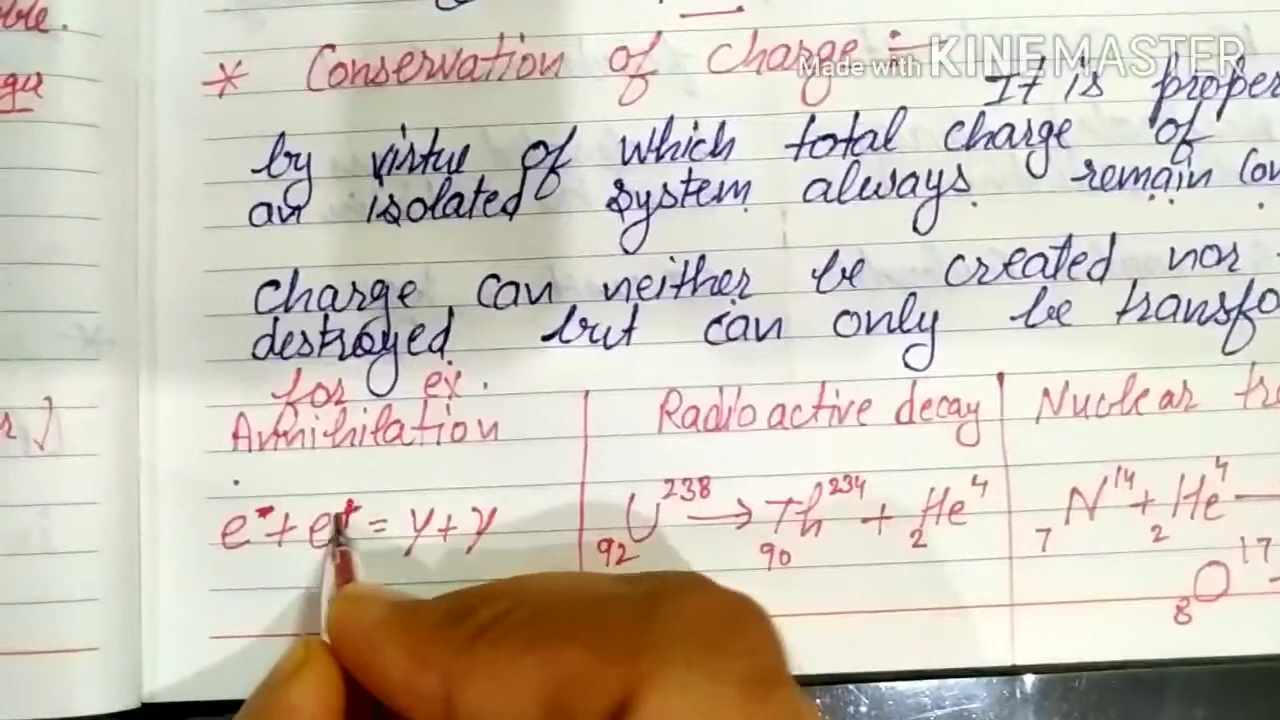 ble.
* Conservation of Charge :-
Made with KINEMASTER
It is proper
by virtue of which total charge of
an isolated system always remain Con
Charge can neither be created nor
destroyed but can only be transfo
for ex.
Annihilation
Radioactive decay
Nuclear tr
e⁻ + e⁺ = γ + γ
₉₂U²³⁸ → ₉₀Th²³⁴ + ₂He⁴
₇N¹⁴ + ₂He⁴ —
₈O¹⁷